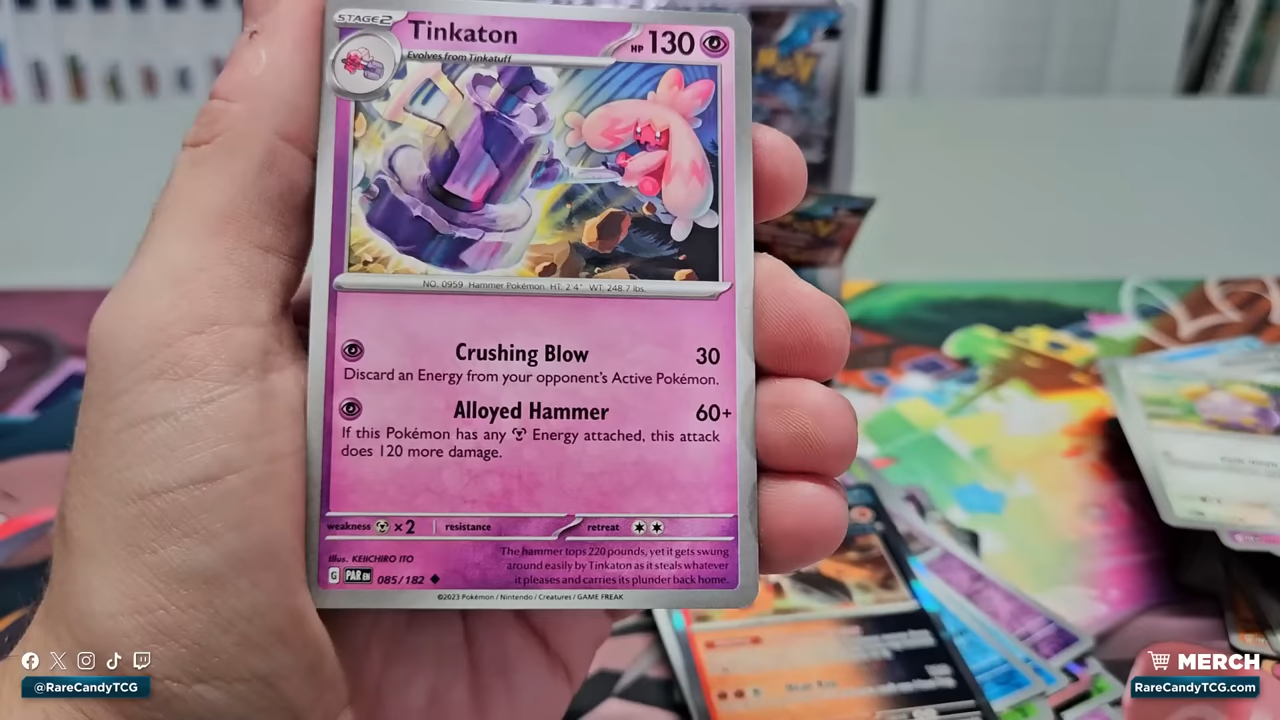 STAGE2
Tinkaton
HP 130
Evolves from Tinkatuff
NO. 0959 Hammer Pokémon HT: 2'4" WT: 248.7 lbs.
Crushing Blow 30
Discard an Energy from your opponent's Active Pokémon.
Alloyed Hammer 60+
If this Pokémon has any Energy attached, this attack
does 120 more damage.
weakness ×2 resistance retreat
Illus. KEIICHIRO ITO
The hammer tops 220 pounds, yet it gets swung
around easily by Tinkaton as it steals whatever
it pleases and carries its plunder back home.
G PAR EN 085/182
©2023 Pokémon / Nintendo / Creatures / GAME FREAK
@RareCandyTCG
MERCH
RareCandyTCG.com